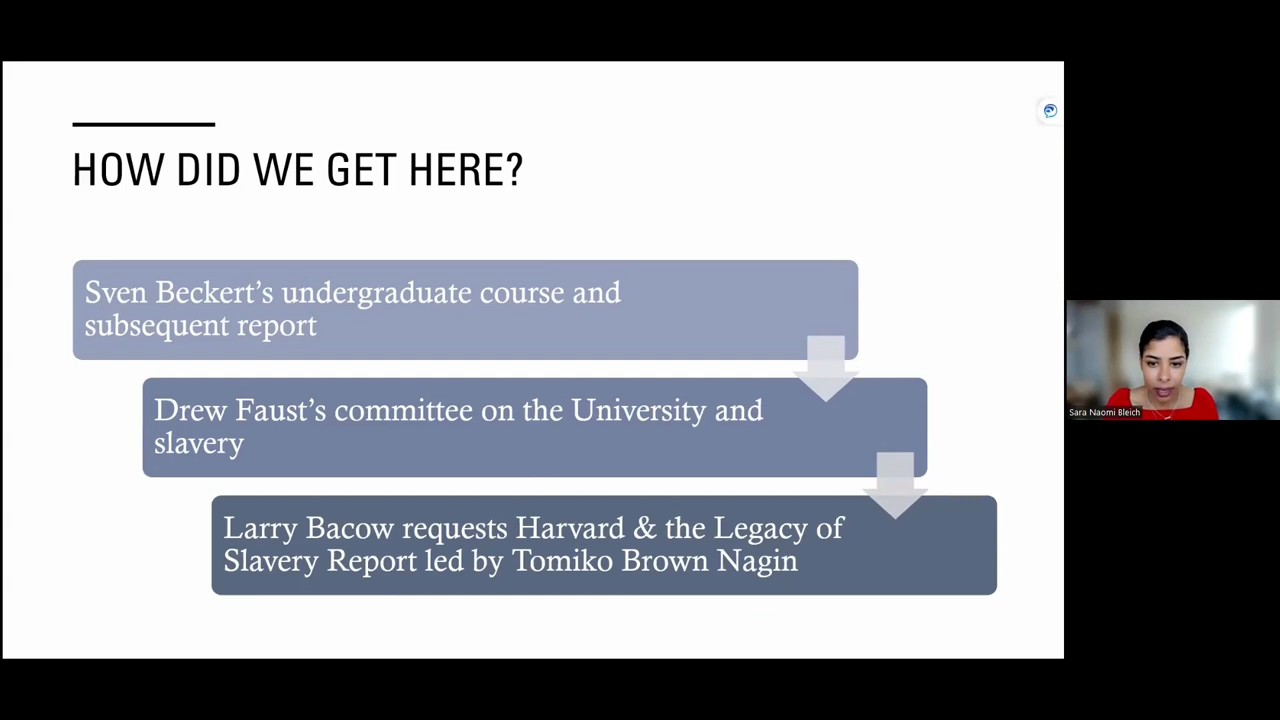 HOW DID WE GET HERE?
Sven Beckert’s undergraduate course and
subsequent report
Drew Faust’s committee on the University and
slavery
Larry Bacow requests Harvard & the Legacy of
Slavery Report led by Tomiko Brown Nagin
Sara Naomi Bleich